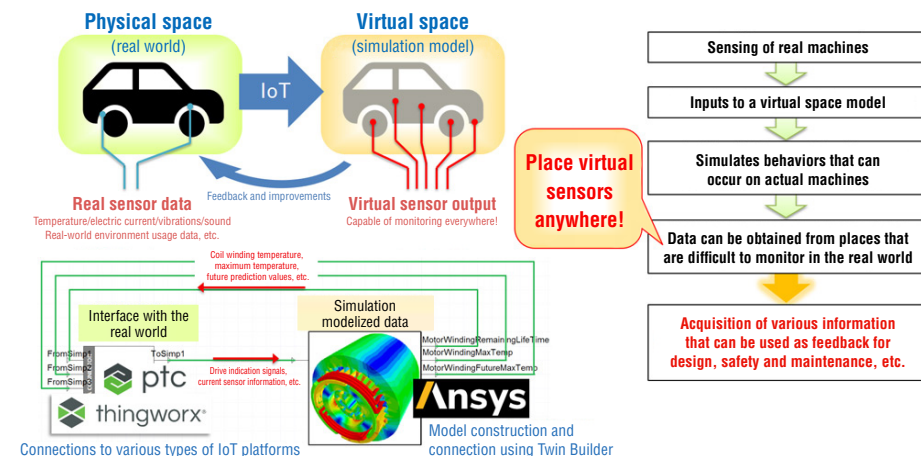 Physical space
(real world)
Virtual space
(simulation model)
IoT
Feedback and improvements
Real sensor data
Temperature/electric current/vibrations/sound
Real-world environment usage data, etc.
Virtual sensor output
Capable of monitoring everywhere!
Place virtual
sensors
anywhere!
Sensing of real machines
Inputs to a virtual space model
Simulates behaviors that can
occur on actual machines
Data can be obtained from places that
are difficult to monitor in the real world
Acquisition of various information
that can be used as feedback for
design, safety and maintenance, etc.
Coil winding temperature,
maximum temperature,
future prediction values, etc.
Interface with the
real world
Simulation
modelized data
FromSimp1
FromSimp
FromSimp
ToSimp1
Drive indication signals,
current sensor information, etc.
MotorWindingRemainingLifeTime
MotorWindingMaxTemp
MotorWindingFutureMaxTemp
ptc
thingworx
Ansys
Connections to various types of IoT platforms
Model construction and
connection using Twin Builder